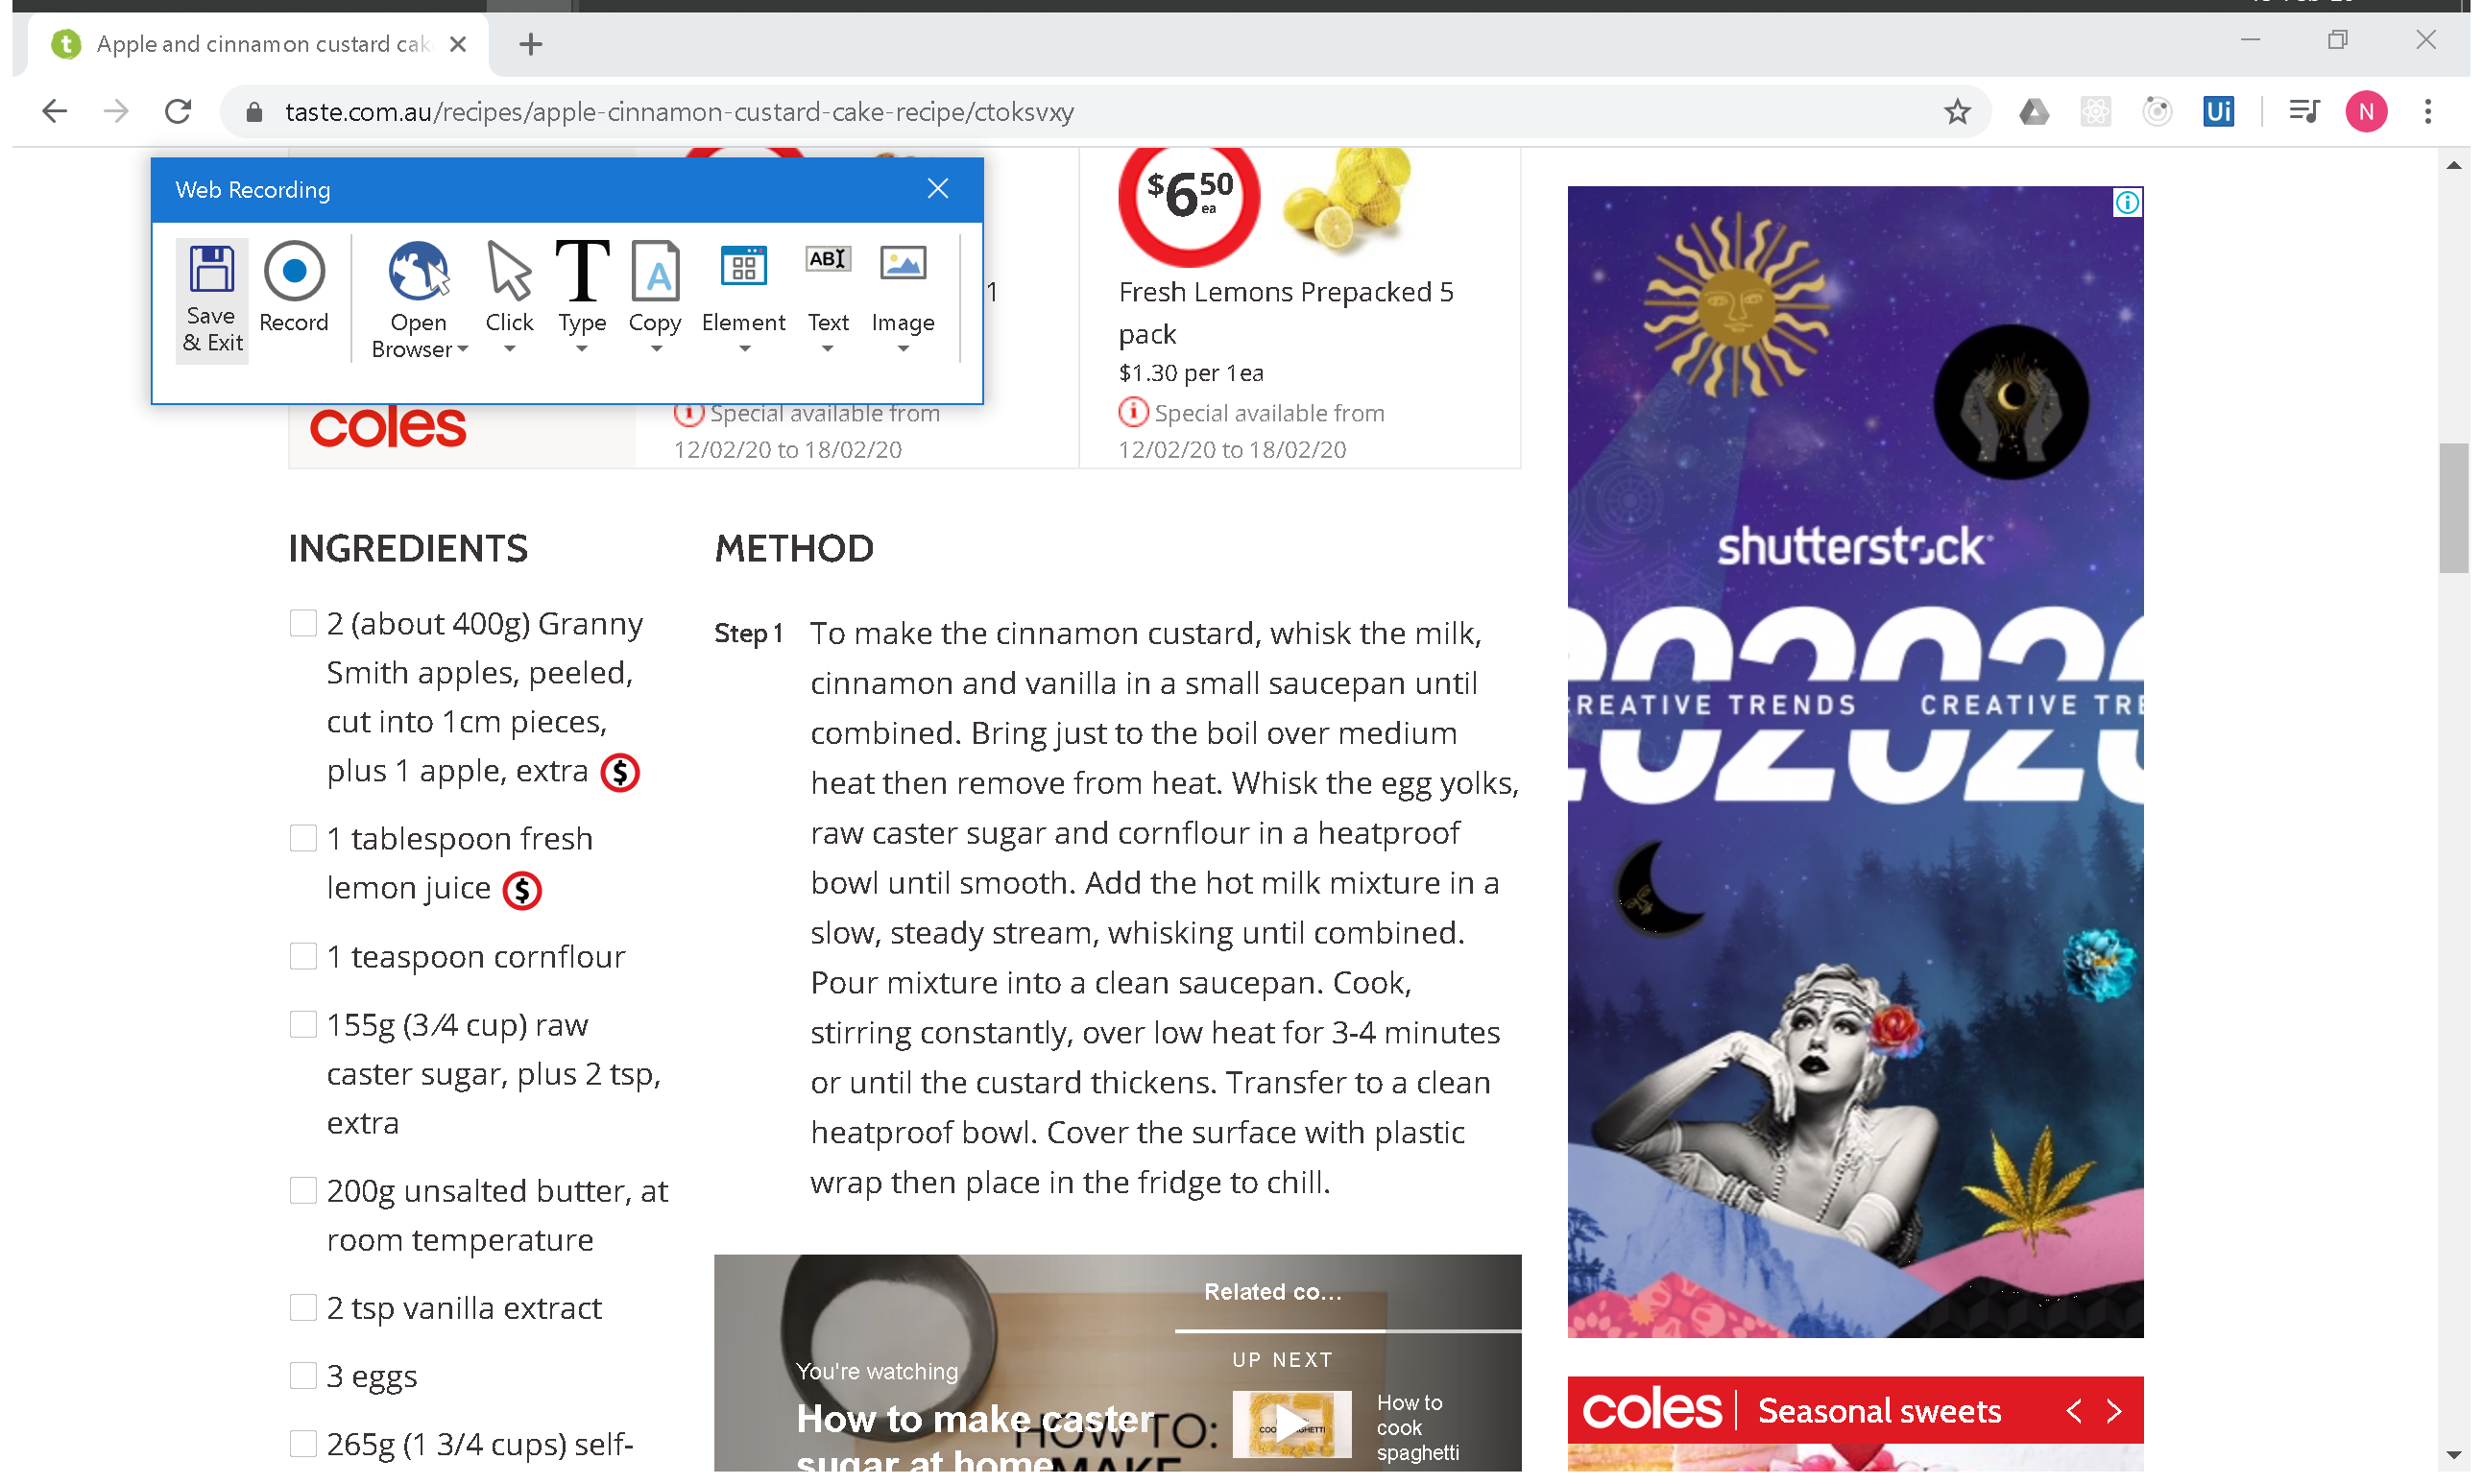 Apple and cinnamon custard cak
taste.com.au/recipes/apple-cinnamon-custard-cake-recipe/ctoksvxy
Ui
N
Web Recording
Save
& Exit
Record
Open
Browser
Click
Type
Copy
Element
Text
Image
1
$6 50
ea
Fresh Lemons Prepacked 5
pack
$1.30 per 1ea
coles
Special available from
12/02/20 to 18/02/20
Special available from
12/02/20 to 18/02/20
INGREDIENTS
2 (about 400g) Granny
Smith apples, peeled,
cut into 1cm pieces,
plus 1 apple, extra $
1 tablespoon fresh
lemon juice $
1 teaspoon cornflour
155g (3⁄4 cup) raw
caster sugar, plus 2 tsp,
extra
200g unsalted butter, at
room temperature
2 tsp vanilla extract
3 eggs
265g (1 3/4 cups) self-
METHOD
Step 1
To make the cinnamon custard, whisk the milk,
cinnamon and vanilla in a small saucepan until
combined. Bring just to the boil over medium
heat then remove from heat. Whisk the egg yolks,
raw caster sugar and cornflour in a heatproof
bowl until smooth. Add the hot milk mixture in a
slow, steady stream, whisking until combined.
Pour mixture into a clean saucepan. Cook,
stirring constantly, over low heat for 3-4 minutes
or until the custard thickens. Transfer to a clean
heatproof bowl. Cover the surface with plastic
wrap then place in the fridge to chill.
You're watching
How to make caster
sugar at home
HOW TO:
MAKE
Related co...
UP NEXT
How to
cook
spaghetti
shutterstock
202020
CREATIVE TRENDS CREATIVE TRE
202020
coles Seasonal sweets